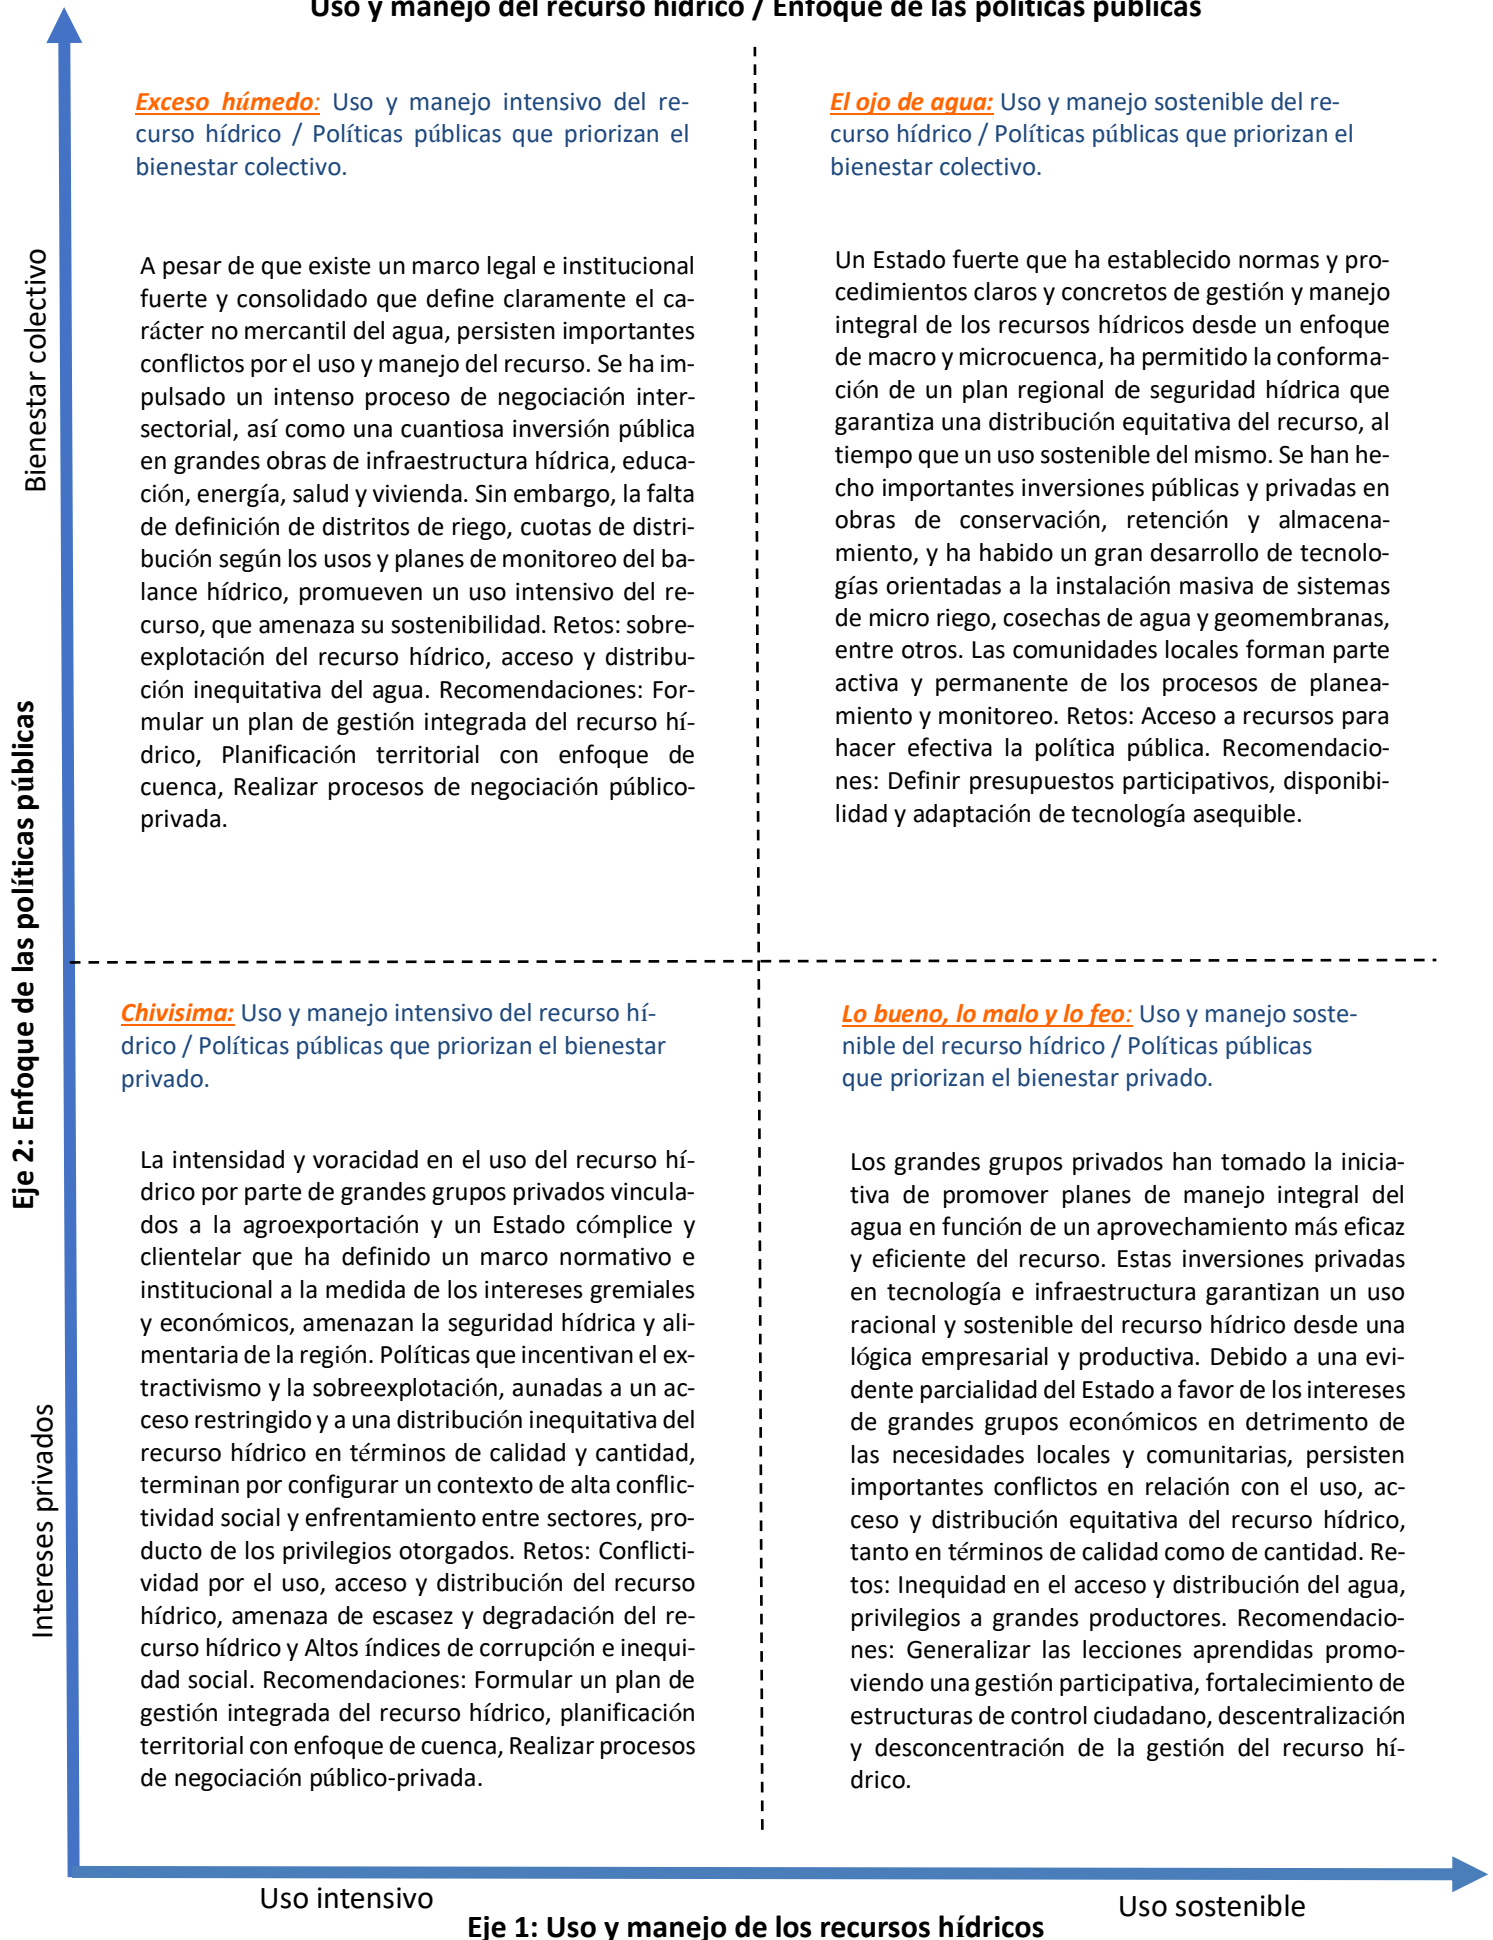 Uso y manejo del recurso hídrico / Enfoque de las políticas públicas
Exceso húmedo: Uso y manejo intensivo del re-
curso hídrico / Políticas públicas que priorizan el
bienestar colectivo.
A pesar de que existe un marco legal e institucional
fuerte y consolidado que define claramente el ca-
rácter no mercantil del agua, persisten importantes
conflictos por el uso y manejo del recurso. Se ha im-
pulsado un intenso proceso de negociación inter-
sectorial, así como una cuantiosa inversión pública
en grandes obras de infraestructura hídrica, educa-
ción, energía, salud y vivienda. Sin embargo, la falta
de definición de distritos de riego, cuotas de distri-
bución según los usos y planes de monitoreo del ba-
lance hídrico, promueven un uso intensivo del re-
curso, que amenaza su sostenibilidad. Retos: sobre-
explotación del recurso hídrico, acceso y distribu-
ción inequitativa del agua. Recomendaciones: For-
mular un plan de gestión integrada del recurso hí-
drico, Planificación territorial con enfoque de
cuenca, Realizar procesos de negociación público-
privada.
El ojo de agua: Uso y manejo sostenible del re-
curso hídrico / Políticas públicas que priorizan el
bienestar colectivo.
Un Estado fuerte que ha establecido normas y pro-
cedimientos claros y concretos de gestión y manejo
integral de los recursos hídricos desde un enfoque
de macro y microcuenca, ha permitido la conforma-
ción de un plan regional de seguridad hídrica que
garantiza una distribución equitativa del recurso, al
tiempo que un uso sostenible del mismo. Se han he-
cho importantes inversiones públicas y privadas en
obras de conservación, retención y almacena-
miento, y ha habido un gran desarrollo de tecnolo-
gías orientadas a la instalación masiva de sistemas
de micro riego, cosechas de agua y geomembranas,
entre otros. Las comunidades locales forman parte
activa y permanente de los procesos de planea-
miento y monitoreo. Retos: Acceso a recursos para
hacer efectiva la política pública. Recomendacio-
nes: Definir presupuestos participativos, disponibi-
lidad y adaptación de tecnología asequible.
Bienestar colectivo
Eje 2: Enfoque de las políticas públicas
Intereses privados
Chivisima: Uso y manejo intensivo del recurso hí-
drico / Políticas públicas que priorizan el bienestar
privado.
La intensidad y voracidad en el uso del recurso hí-
drico por parte de grandes grupos privados vincula-
dos a la agroexportación y un Estado cómplice y
clientelar que ha definido un marco normativo e
institucional a la medida de los intereses gremiales
y económicos, amenazan la seguridad hídrica y ali-
mentaria de la región. Políticas que incentivan el ex-
tractivismo y la sobreexplotación, aunadas a un ac-
ceso restringido y a una distribución inequitativa del
recurso hídrico en términos de calidad y cantidad,
terminan por configurar un contexto de alta conflic-
tividad social y enfrentamiento entre sectores, pro-
ducto de los privilegios otorgados. Retos: Conflicti-
vidad por el uso, acceso y distribución del recurso
hídrico, amenaza de escasez y degradación del re-
curso hídrico y Altos índices de corrupción e inequi-
dad social. Recomendaciones: Formular un plan de
gestión integrada del recurso hídrico, planificación
territorial con enfoque de cuenca, Realizar procesos
de negociación público-privada.
Lo bueno, lo malo y lo feo: Uso y manejo soste-
nible del recurso hídrico / Políticas públicas
que priorizan el bienestar privado.
Los grandes grupos privados han tomado la inicia-
tiva de promover planes de manejo integral del
agua en función de un aprovechamiento más eficaz
y eficiente del recurso. Estas inversiones privadas
en tecnología e infraestructura garantizan un uso
racional y sostenible del recurso hídrico desde una
lógica empresarial y productiva. Debido a una evi-
dente parcialidad del Estado a favor de los intereses
de grandes grupos económicos en detrimento de
las necesidades locales y comunitarias, persisten
importantes conflictos en relación con el uso, ac-
ceso y distribución equitativa del recurso hídrico,
tanto en términos de calidad como de cantidad. Re-
tos: Inequidad en el acceso y distribución del agua,
privilegios a grandes productores. Recomendacio-
nes: Generalizar las lecciones aprendidas promo-
viendo una gestión participativa, fortalecimiento de
estructuras de control ciudadano, descentralización
y desconcentración de la gestión del recurso hí-
drico.
Uso intensivo
Uso sostenible
Eje 1: Uso y manejo de los recursos hídricos